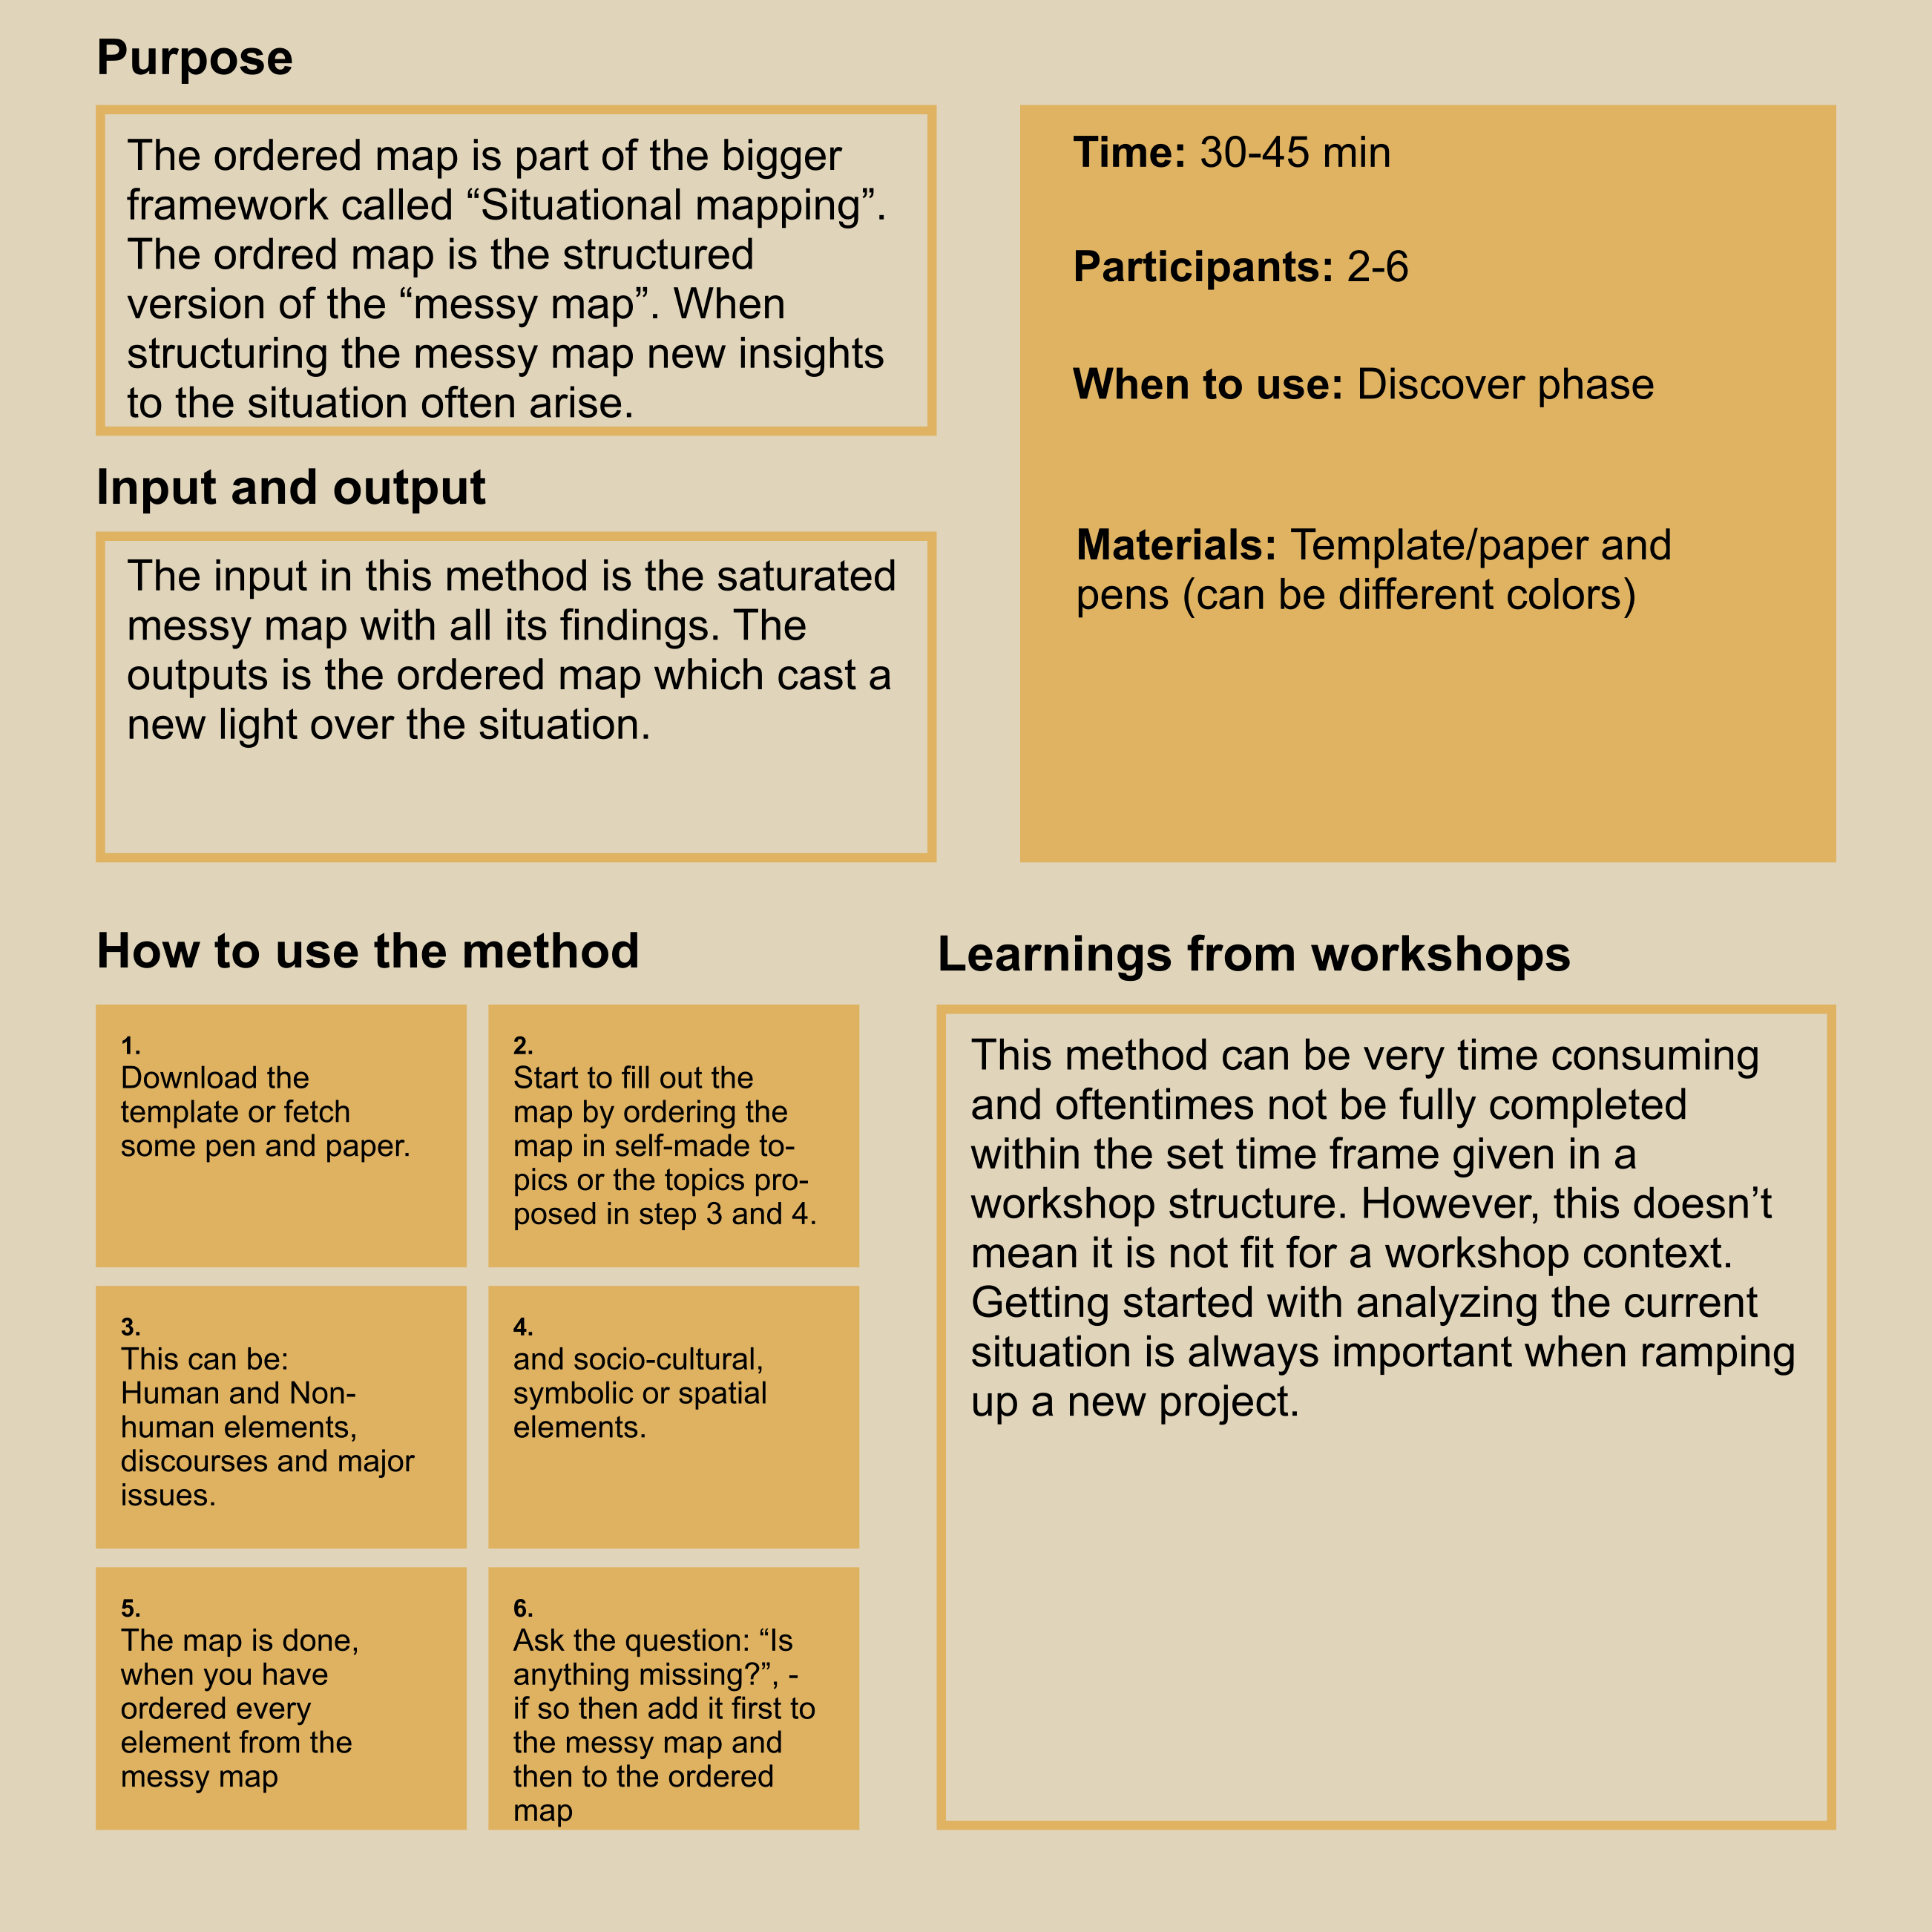 Purpose
The ordered map is part of the bigger
framework called “Situational mapping”.
The ordred map is the structured
version of the “messy map”. When
structuring the messy map new insights
to the situation often arise.
Time: 30-45 min
Participants: 2-6
When to use: Discover phase
Materials: Template/paper and
pens (can be different colors)
Input and output
The input in this method is the saturated
messy map with all its findings. The
outputs is the ordered map which cast a
new light over the situation.
How to use the method
1.
Download the
template or fetch
some pen and paper.
2.
Start to fill out the
map by ordering the
map in self-made to-
pics or the topics pro-
posed in step 3 and 4.
3.
This can be:
Human and Non-
human elements,
discourses and major
issues.
4.
and socio-cultural,
symbolic or spatial
elements.
5.
The map is done,
when you have
ordered every
element from the
messy map
6.
Ask the question: “Is
anything missing?”, -
if so then add it first to
the messy map and
then to the ordered
map
Learnings from workshops
This method can be very time consuming
and oftentimes not be fully completed
within the set time frame given in a
workshop structure. However, this doesn’t
mean it is not fit for a workshop context.
Getting started with analyzing the current
situation is always important when ramping
up a new project.